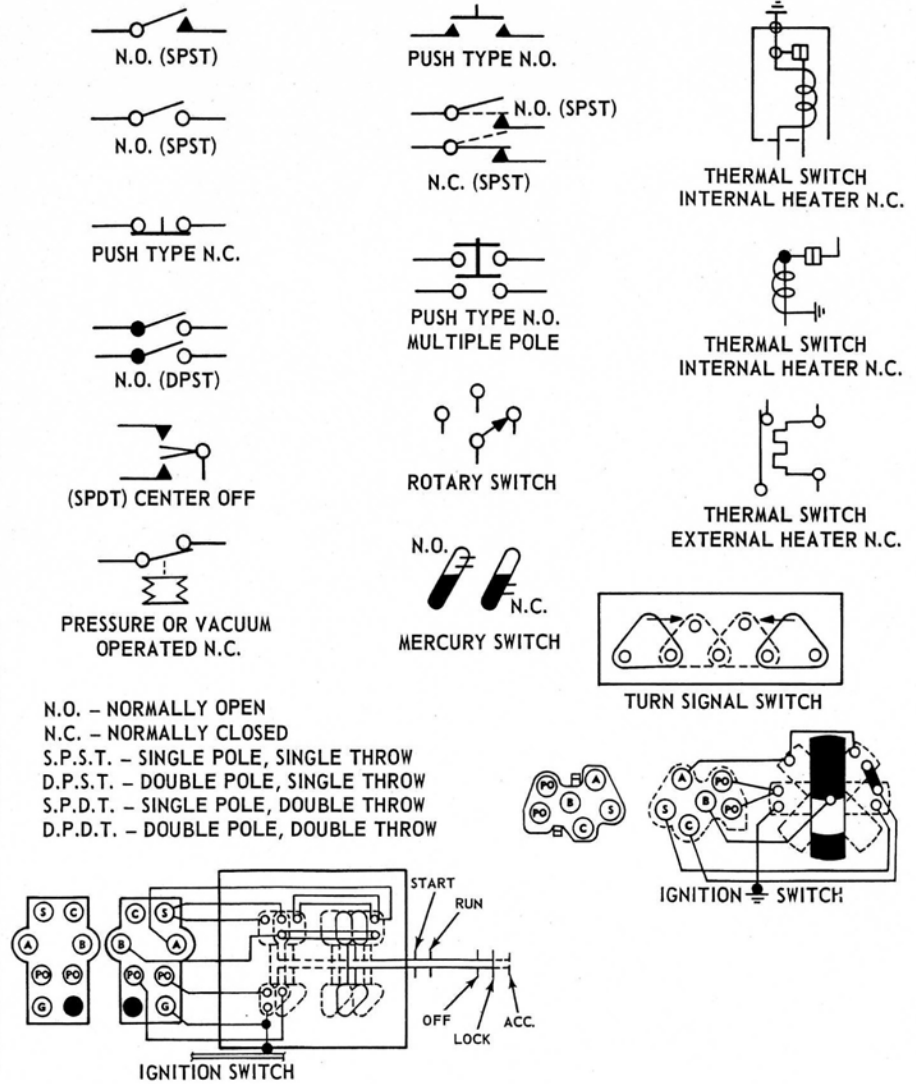 N.O. (SPST)
N.O. (SPST)
PUSH TYPE N.C.
N.O. (DPST)
(SPDT) CENTER OFF
PRESSURE OR VACUUM
OPERATED N.C.
PUSH TYPE N.O.
N.O. (SPST)
N.C. (SPST)
PUSH TYPE N.O.
MULTIPLE POLE
ROTARY SWITCH
N.O.
N.C.
MERCURY SWITCH
THERMAL SWITCH
INTERNAL HEATER N.C.
THERMAL SWITCH
INTERNAL HEATER N.C.
THERMAL SWITCH
EXTERNAL HEATER N.C.
TURN SIGNAL SWITCH
N.O. – NORMALLY OPEN
N.C. – NORMALLY CLOSED
S.P.S.T. – SINGLE POLE, SINGLE THROW
D.P.S.T. – DOUBLE POLE, SINGLE THROW
S.P.D.T. – SINGLE POLE, DOUBLE THROW
D.P.D.T. – DOUBLE POLE, DOUBLE THROW
PO A
PO B S
C
A PO
S B PO
C
IGNITION SWITCH
S C
A B
PO PO
G
C S
B A
PO PO
G
START
RUN
OFF
LOCK
ACC.
IGNITION SWITCH